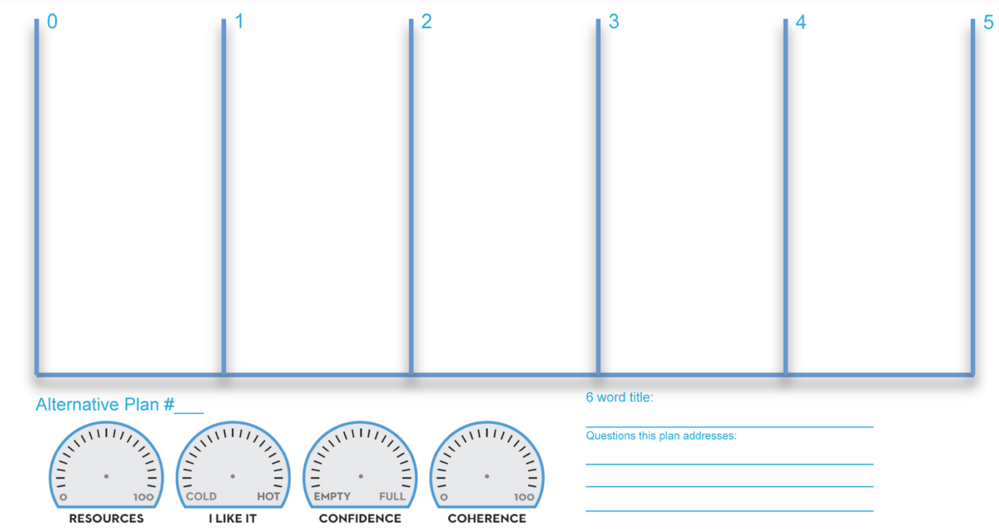 0 1 2 3 4 5
Alternative Plan #___
6 word title:
Questions this plan addresses:
0 100 COLD HOT EMPTY FULL 0 100
RESOURCES I LIKE IT CONFIDENCE COHERENCE